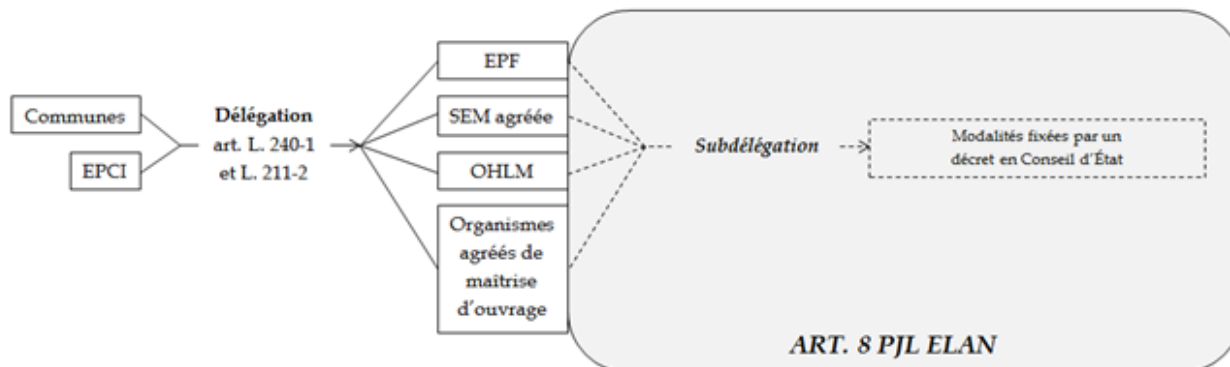 Communes
EPCI
Délégation
art. L. 240-1
et L. 211-2
EPF
SEM agréée
OHLM
Organismes
agréés de
maîtrise
d'ouvrage
Subdélégation
Modalités fixées par un
décret en Conseil d'État
ART. 8 PJL ELAN